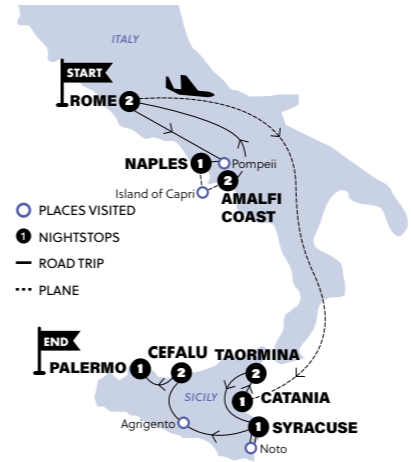 ITALY
START
ROME 2
NAPLES 1
Pompeii
Island of Capri
2
AMALFI
COAST
PLACES VISITED
1 NIGHTSTOPS
ROAD TRIP
PLANE
END
PALERMO 1
CEFALU
2
TAORMINA
2
SICILY
1 CATANIA
Agrigento
1 SYRACUSE
Noto